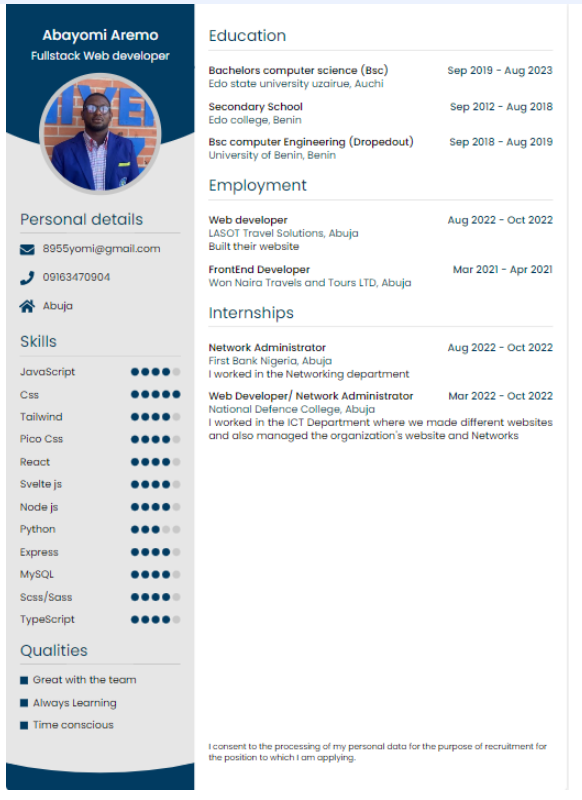 Abayomi Aremo
Fullstack Web developer
Personal details
8955yomi@gmail.com
09163470904
Abuja
Skills
JavaScript
Css
Tailwind
Pico Css
React
Svelte js
Node js
Python
Express
MySQL
Scss/Sass
TypeScript
Qualities
Great with the team
Always Learning
Time conscious
Education
Bachelors computer science (Bsc) Sep 2019 - Aug 2023
Edo state university uzairue, Auchi
Secondary School Sep 2012 - Aug 2018
Edo college, Benin
Bsc computer Engineering (Dropedout) Sep 2018 - Aug 2019
University of Benin, Benin
Employment
Web developer Aug 2022 - Oct 2022
LASOT Travel Solutions, Abuja
Built their website
FrontEnd Developer Mar 2021 - Apr 2021
Won Naira Travels and Tours LTD, Abuja
Internships
Network Administrator Aug 2022 - Oct 2022
First Bank Nigeria, Abuja
I worked in the Networking department
Web Developer/ Network Administrator Mar 2022 - Oct 2022
National Defence College, Abuja
I worked in the ICT Department where we made different websites
and also managed the organization's website and Networks
I consent to the processing of my personal data for the purpose of recruitment for
the position to which I am applying.